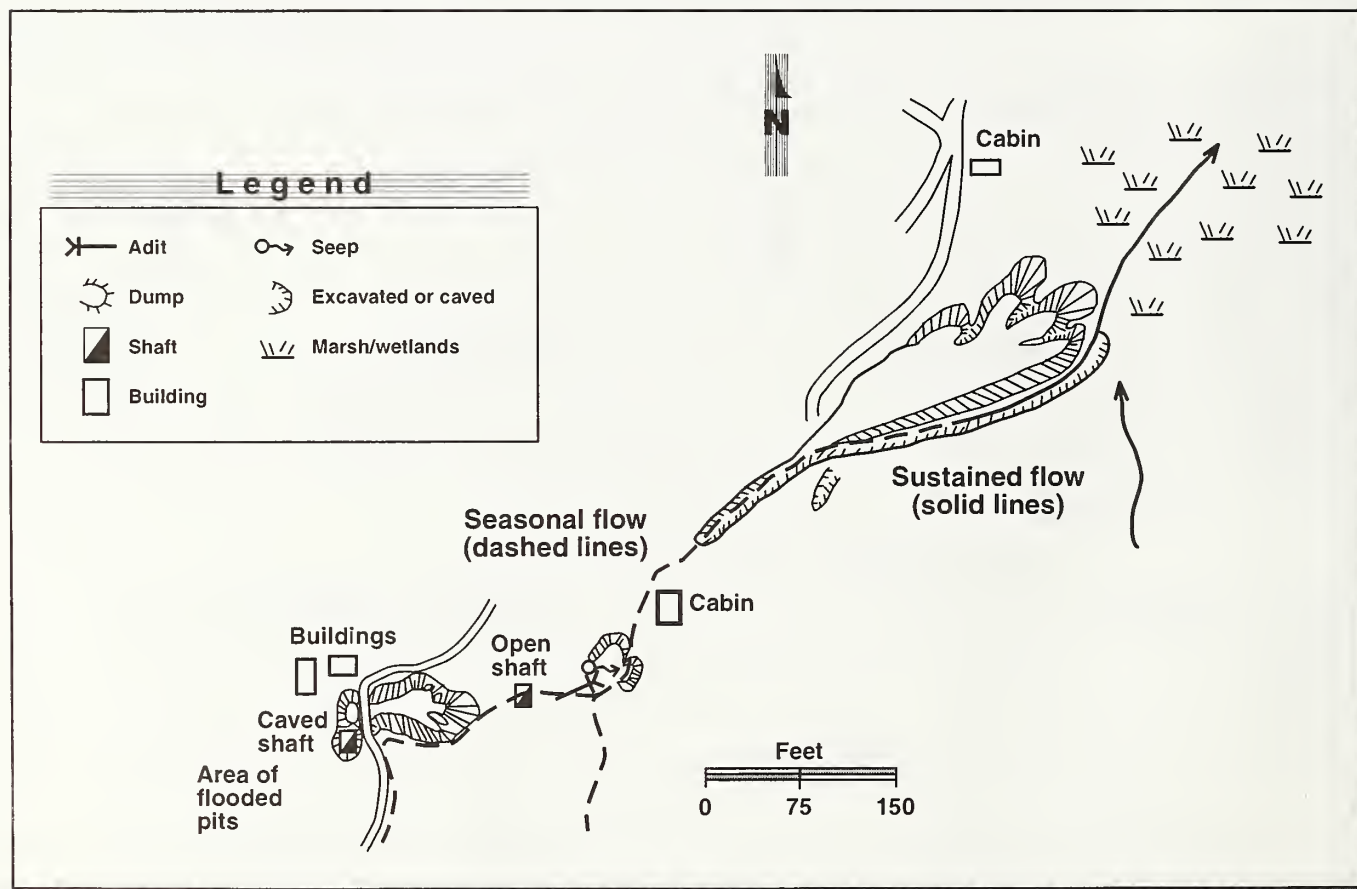 N
Cabin
Legend
Adit
Seep
Dump
Excavated or caved
Shaft
Marsh/wetlands
Building
Sustained flow
(solid lines)
Seasonal flow
(dashed lines)
Cabin
Buildings
Open
shaft
Caved
shaft
Area of
flooded
pits
Feet
0 75 150